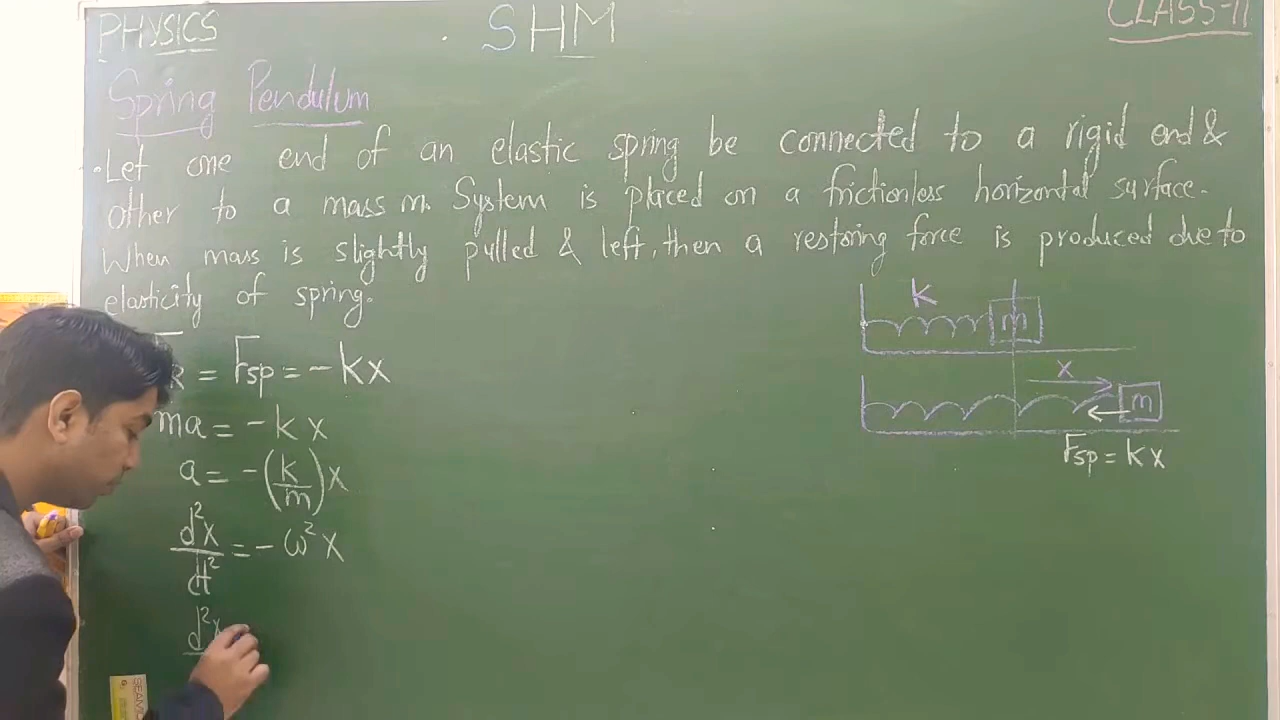 PHYSICS
SHM
CLASS-11
Spring Pendulum
• Let one end of an elastic spring be connected to a rigid end &
other to a mass m. System is placed on a frictionless horizontal surface.
When mass is slightly pulled & left, then a restoring force is produced due to
elasticity of spring.
= Fsp = - kx
ma = - k x
a = -(k/m)x
d²x/dt² = - ω² x
d²x
K
m
x
m
Fsp = kx